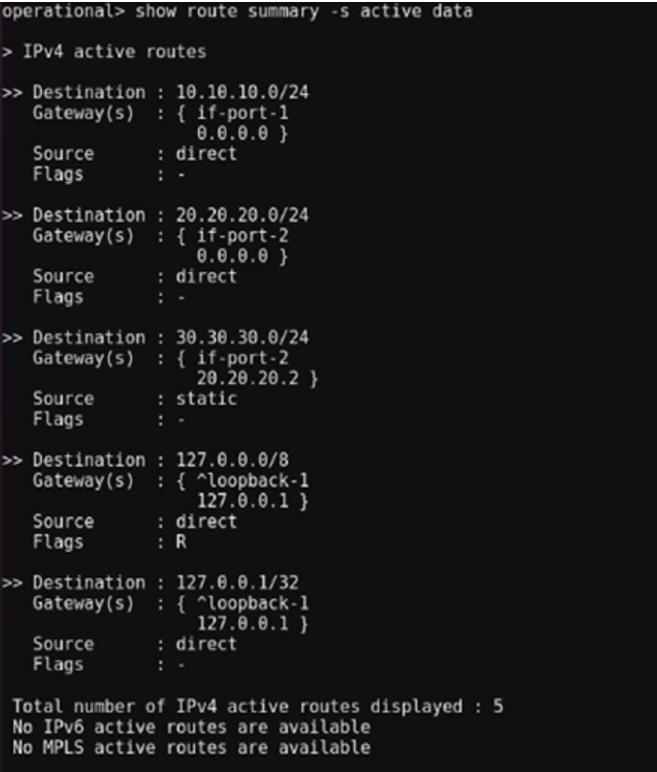 operational> show route summary -s active data
> IPv4 active routes
>> Destination : 10.10.10.0/24
Gateway(s) : { if-port-1
0.0.0.0 }
Source : direct
Flags : -
>> Destination : 20.20.20.0/24
Gateway(s) : { if-port-2
0.0.0.0 }
Source : direct
Flags : -
>> Destination : 30.30.30.0/24
Gateway(s) : { if-port-2
20.20.20.2 }
Source : static
Flags : -
>> Destination : 127.0.0.0/8
Gateway(s) : { ^loopback-1
127.0.0.1 }
Source : direct
Flags : R
>> Destination : 127.0.0.1/32
Gateway(s) : { ^loopback-1
127.0.0.1 }
Source : direct
Flags : -
Total number of IPv4 active routes displayed : 5
No IPv6 active routes are available
No MPLS active routes are available